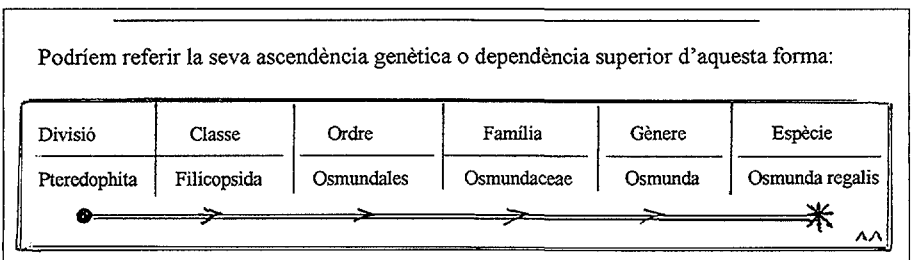 Podríem referir la seva ascendència genètica o dependència superior d'aquesta forma:
Divisió Classe Ordre Família Gènere Espècie
Pteredophita Filicopsida Osmundales Osmundaceae Osmunda Osmunda regalis